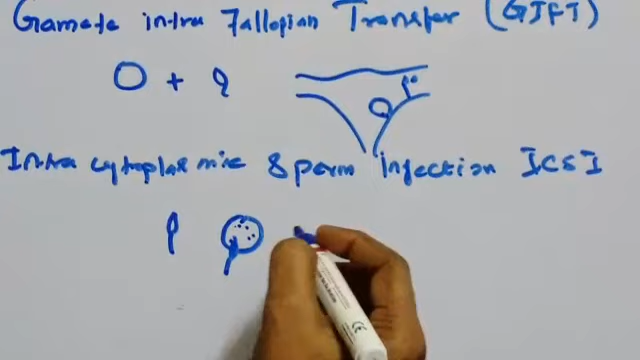 Gamete intra Fallopian Transfer (GIFT)
+
Intra cytoplasmic Sperm Injection ICSI